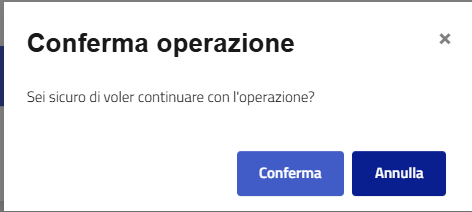 Conferma operazione
Sei sicuro di voler continuare con l'operazione?
Conferma Annulla